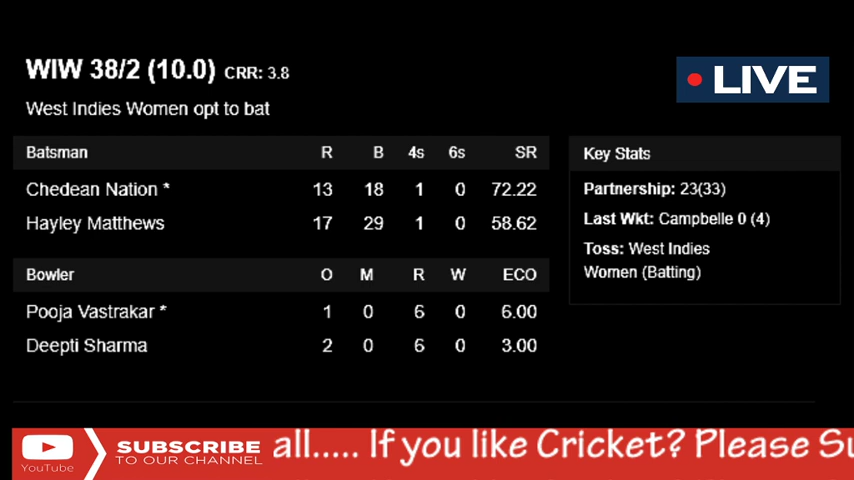 WIW 38/2 (10.0) CRR: 3.8
LIVE
West Indies Women opt to bat
Batsman R B 4s 6s SR
Chedean Nation * 13 18 1 0 72.22
Hayley Matthews 17 29 1 0 58.62
Bowler O M R W ECO
Pooja Vastrakar * 1 0 6 0 6.00
Deepti Sharma 2 0 6 0 3.00
Key Stats
Partnership: 23(33)
Last Wkt: Campbelle 0 (4)
Toss: West Indies
Women (Batting)
YouTube
SUBSCRIBE
TO OUR CHANNEL
all..... If you like Cricket? Please Su